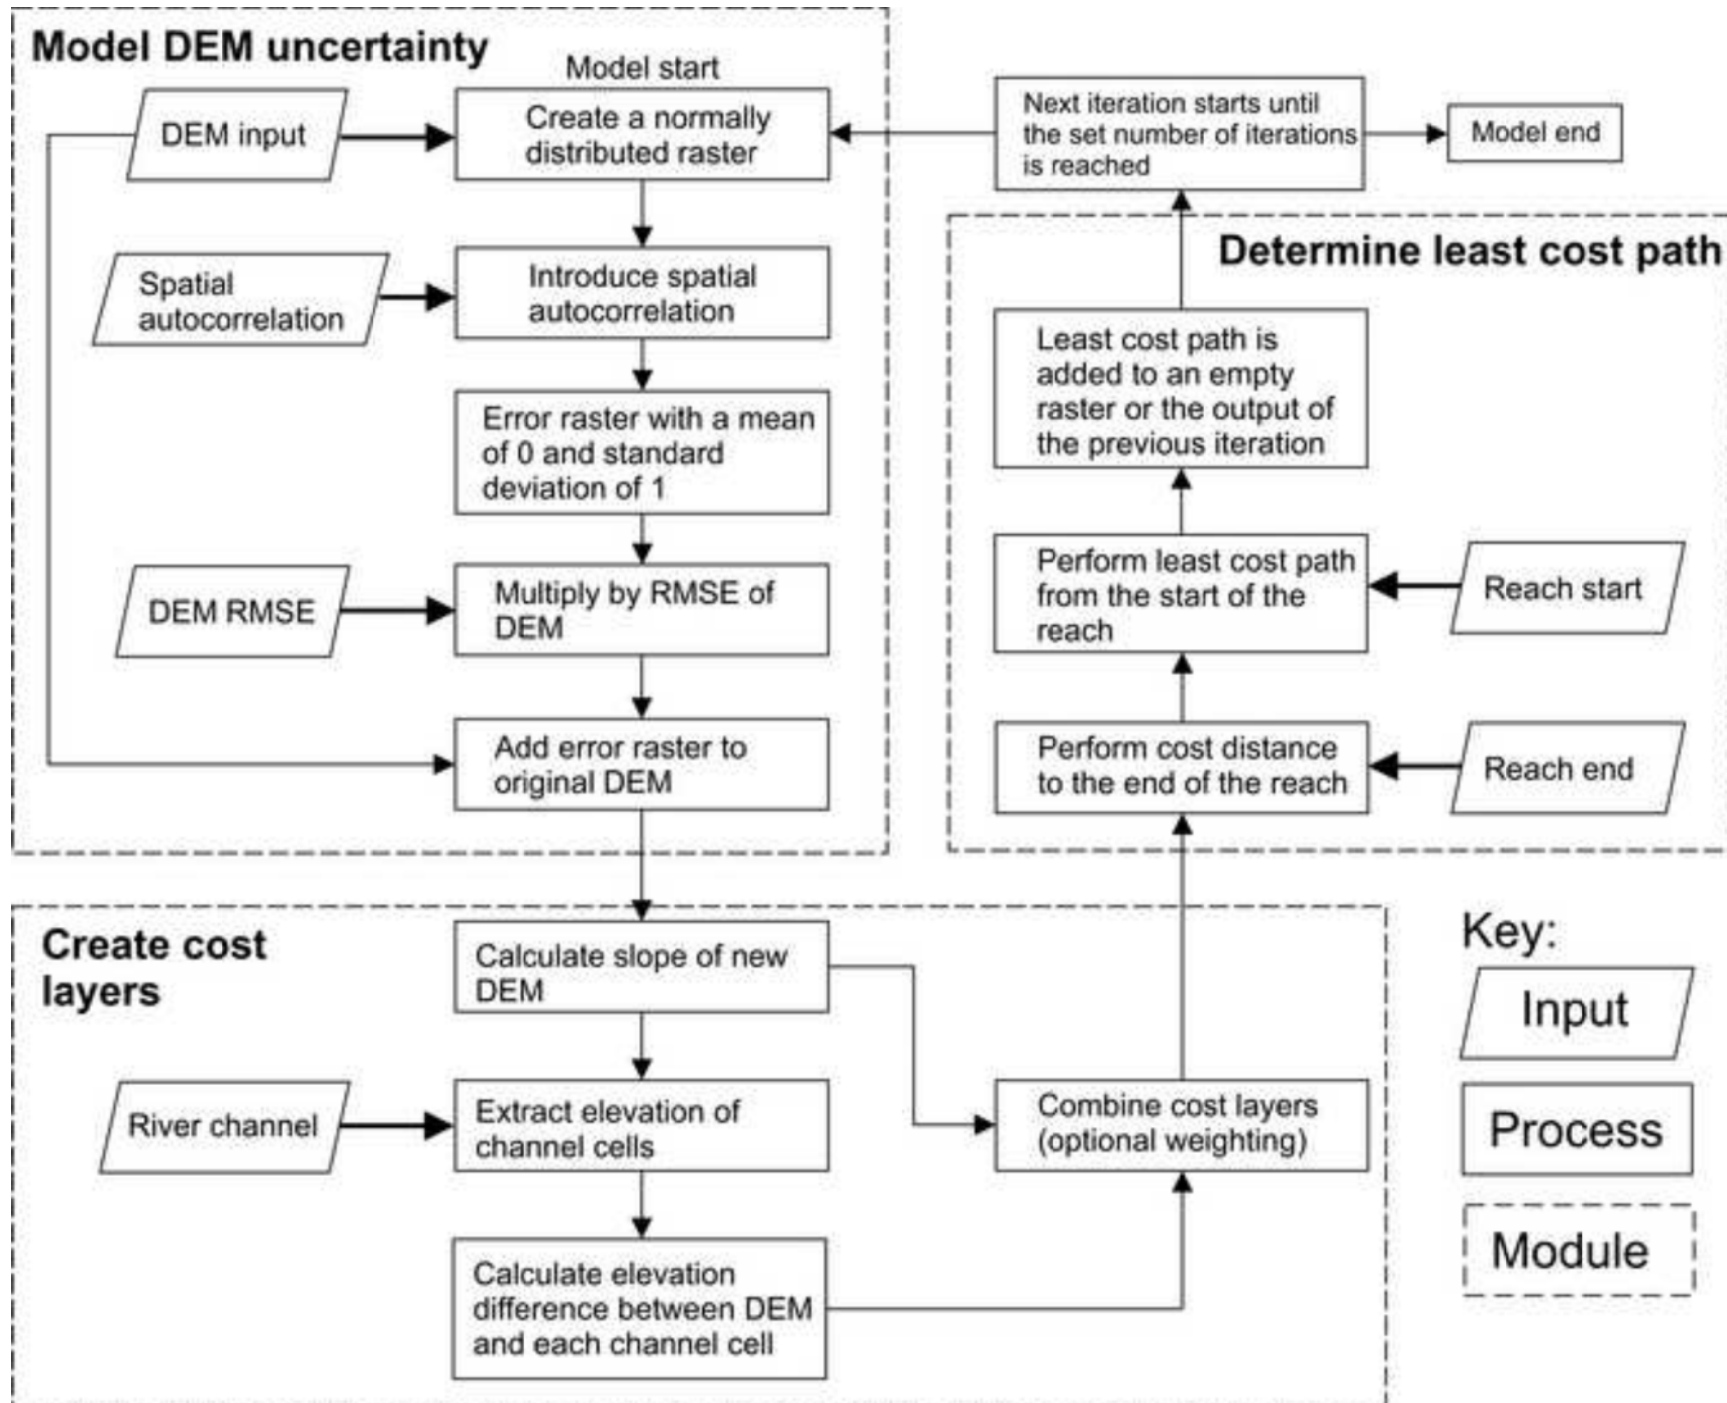 Model DEM uncertainty
Model start
DEM input
Create a normally
distributed raster
Spatial
autocorrelation
Introduce spatial
autocorrelation
Error raster with a mean
of 0 and standard
deviation of 1
DEM RMSE
Multiply by RMSE of
DEM
Add error raster to
original DEM
Next iteration starts until
the set number of iterations
is reached
Model end
Determine least cost path
Least cost path is
added to an empty
raster or the output of
the previous iteration
Perform least cost path
from the start of the
reach
Reach start
Perform cost distance
to the end of the reach
Reach end
Create cost
layers
Calculate slope of new
DEM
River channel
Extract elevation of
channel cells
Combine cost layers
(optional weighting)
Calculate elevation
difference between DEM
and each channel cell
Key:
Input
Process
Module